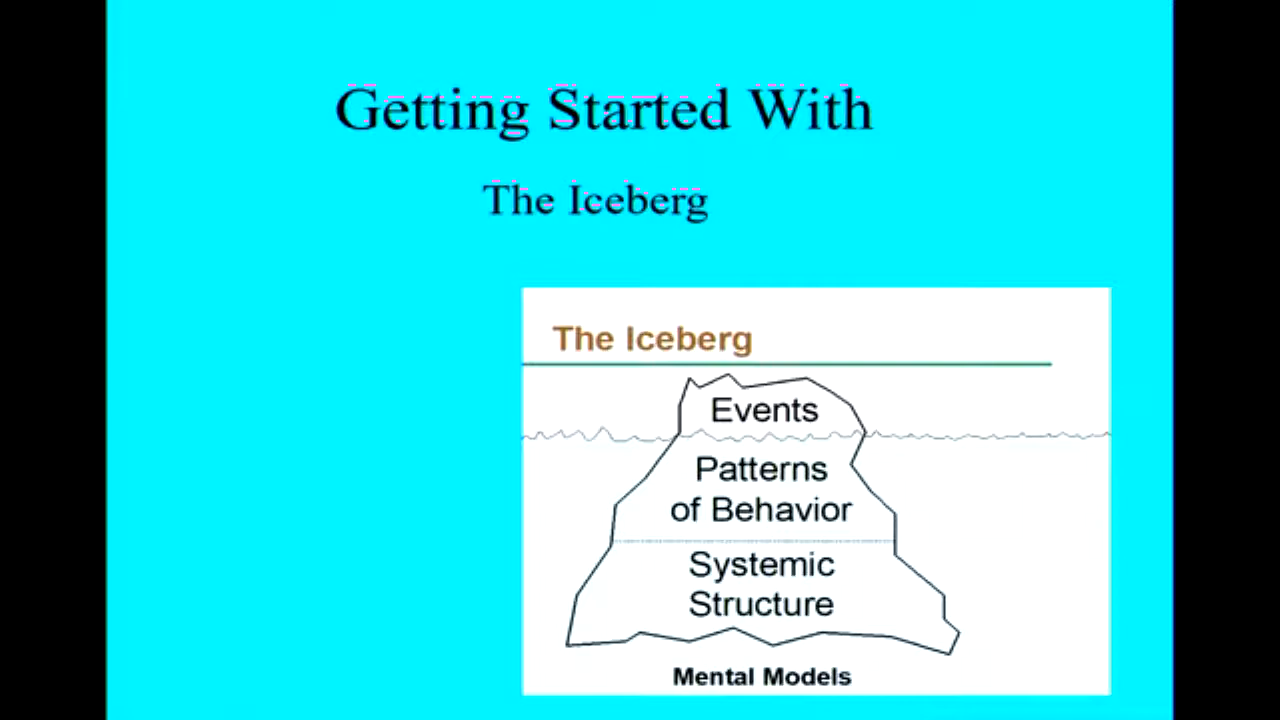 Getting Started With
The Iceberg
The Iceberg
Events
Patterns
of Behavior
Systemic
Structure
Mental Models